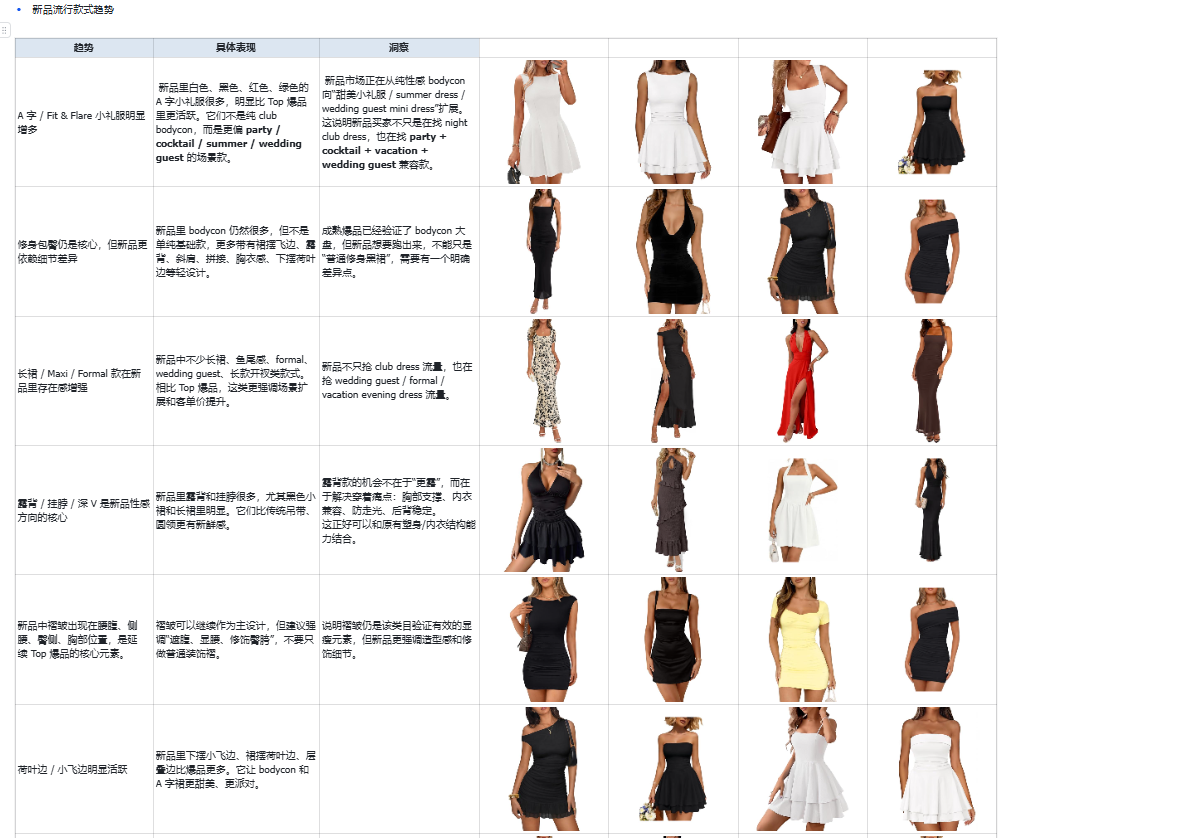 新品流行款式趋势
趋势
具体表现
洞察
A 字 / Fit & Flare 小礼服明显
增多
新品里白色、黑色、红色、绿色的
A 字小礼服很多，明显比 Top 爆品
里更活跃。它们不是纯 club
bodycon，而是更偏 party /
cocktail / summer / wedding
guest 的场景款。
新品市场正在从纯性感 bodycon
向“甜美小礼服 / summer dress /
wedding guest mini dress”扩展。
这说明新品买家不只是在找 night
club dress，也在找 party +
cocktail + vacation +
wedding guest 兼容款。
修身包臀仍是核心，但新品更
依赖细节差异
新品里 bodycon 仍然很多，但不是
单纯基础款，更多带有裙摆飞边、露
背、斜肩、拼接、胸衣感、下摆荷叶
边等轻设计。
成熟爆品已经验证了 bodycon 大
盘，但新品想要跑出来，不能只是
“普通修身黑裙”，需要有一个明确
差异点。
长裙 / Maxi / Formal 款在新
品里存在感增强
新品中不少长裙、鱼尾感、formal、
wedding guest、长款开衩类款式。
相比 Top 爆品，这类更强调场景扩
展和客单价提升。
新品不只抢 club dress 流量，也在
抢 wedding guest / formal /
vacation evening dress 流量。
露背 / 挂脖 / 深 V 是新品性感
方向的核心
新品里露背和挂脖很多，尤其黑色小
裙和长裙里明显。它们比传统吊带、
圆领更有新鲜感。
露背款的机会不在于“更露”，而在
于解决穿着痛点：胸部支撑、内衣
兼容、防走光、后背稳定。
这正好可以和原有塑身/内衣结构能
力结合。
新品中褶皱出现在腰腹、侧
腰、臀侧、胸部位置，是延
续 Top 爆品的核心元素。
褶皱可以继续作为主设计，但建议强
调“遮腹、显腰、修饰臀胯”，不要只
做普通装饰褶。
说明褶皱仍是该类目验证有效的显
瘦元素，但新品更强调造型感和修
饰细节。
荷叶边 / 小飞边明显活跃
新品里下摆小飞边、裙摆荷叶边、层
叠边比爆品更多。它让 bodycon 和
A 字裙更甜美、更派对。